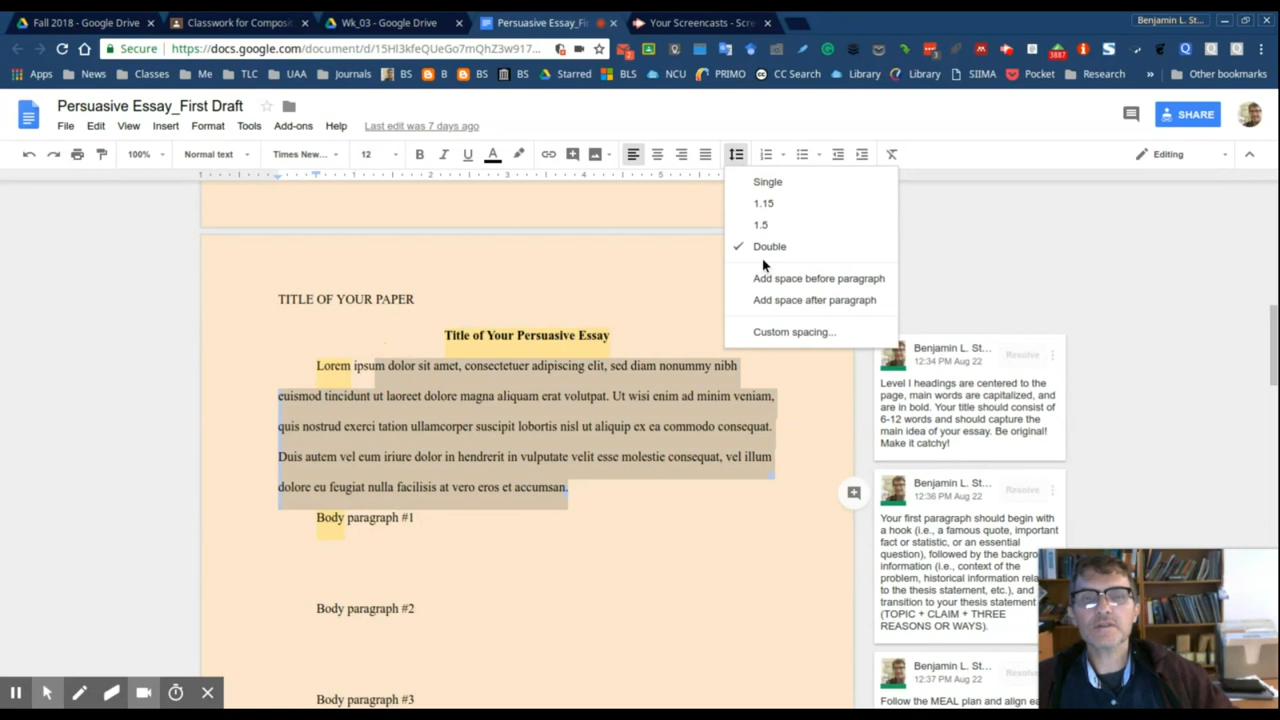 Fall 2018 - Google Drive
Classwork for Composit
Wk_03 - Google Drive
Persuasive Essay_Fir
Your Screencasts - Scre
Benjamin L. St...
Secure
https://docs.google.com/document/d/15Hl3kfeQUeGo7mQhZ3w917...
3887
Apps
News
Classes
Me
TLC
UAA
Journals
BS
B
BS
BS
Starred
BLS
NCU
PRIMO
CC Search
Library
Library
SIIMA
Pocket
Research
»
Other bookmarks
Persuasive Essay_First Draft
SHARE
File
Edit
View
Insert
Format
Tools
Add-ons
Help
Last edit was 7 days ago
100%
Normal text
Times New...
12
B
I
U
A
Editing
1
2
3
4
5
Single
1.15
1.5
Double
Add space before paragraph
Add space after paragraph
Custom spacing...
TITLE OF YOUR PAPER
Title of Your Persuasive Essay
Lorem ipsum dolor sit amet, consectetuer adipiscing elit, sed diam nonummy nibh
euismod tincidunt ut laoreet dolore magna aliquam erat volutpat. Ut wisi enim ad minim veniam,
quis nostrud exerci tation ullamcorper suscipit lobortis nisl ut aliquip ex ea commodo consequat.
Duis autem vel eum iriure dolor in hendrerit in vulputate velit esse molestie consequat, vel illum
dolore eu feugiat nulla facilisis at vero eros et accumsan.
Body paragraph #1
Body paragraph #2
Body paragraph #3
Benjamin L. St...
Resolve
12:34 PM Aug 22
Level I headings are centered to the
page, main words are capitalized, and
are in bold. Your title should consist of
6-12 words and should capture the
main idea of your essay. Be original!
Make it catchy!
Benjamin L. St...
Resolve
12:36 PM Aug 22
Your first paragraph should begin with
a hook (i.e., a famous quote, important
fact or statistic, or an essential
question), followed by the backgro
information (i.e., context of the
problem, historical information rela
to the thesis statement, etc.), and
transition to your thesis statement
(TOPIC + CLAIM + THREE
REASONS OR WAYS).
Benjamin L. St...
12:37 PM Aug 22
Follow the MEAL plan and align ea